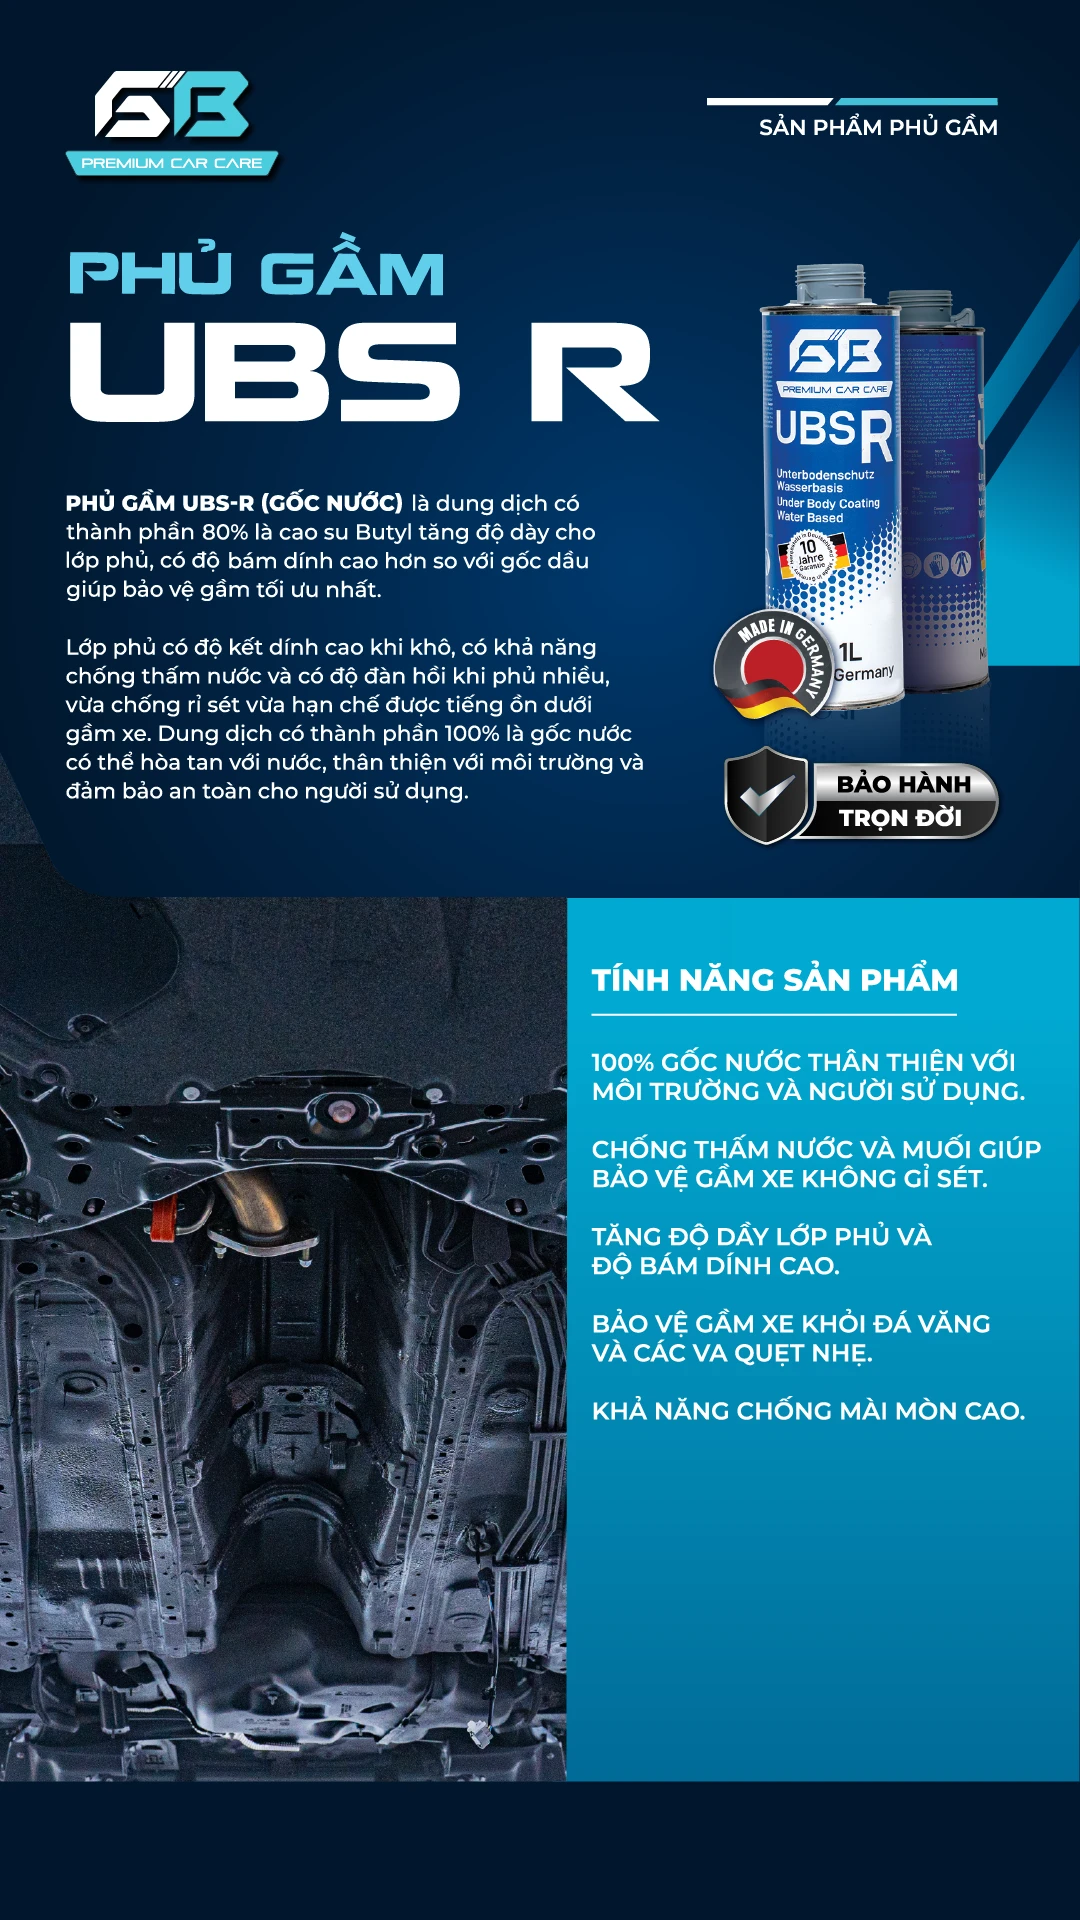 GB
PREMIUM CAR CARE
SẢN PHẨM PHỦ GẦM
PHỦ GẦM
UBS R
PHỦ GẦM UBS-R (GỐC NƯỚC) là dung dịch có
thành phần 80% là cao su Butyl tăng độ dày cho
lớp phủ, có độ bám dính cao hơn so với gốc dầu
giúp bảo vệ gầm tối ưu nhất.
Lớp phủ có độ kết dính cao khi khô, có khả năng
chống thấm nước và có độ đàn hồi khi phủ nhiều,
vừa chống rỉ sét vừa hạn chế được tiếng ồn dưới
gầm xe. Dung dịch có thành phần 100% là gốc nước
có thể hòa tan với nước, thân thiện với môi trường và
đảm bảo an toàn cho người sử dụng.
GB
PREMIUM CAR CARE
UBS R
Unterbodenschutz
Wasserbasis
Under Body Coating
Water Based
10
Jahre
Garantie
1L
Germany
MADE IN GERMANY
BẢO HÀNH
TRỌN ĐỜI
TÍNH NĂNG SẢN PHẨM
100% GỐC NƯỚC THÂN THIỆN VỚI
MÔI TRƯỜNG VÀ NGƯỜI SỬ DỤNG.
CHỐNG THẤM NƯỚC VÀ MUỐI GIÚP
BẢO VỆ GẦM XE KHÔNG GỈ SÉT.
TĂNG ĐỘ DẦY LỚP PHỦ VÀ
ĐỘ BÁM DÍNH CAO.
BẢO VỆ GẦM XE KHỎI ĐÁ VĂNG
VÀ CÁC VA QUẸT NHẸ.
KHẢ NĂNG CHỐNG MÀI MÒN CAO.